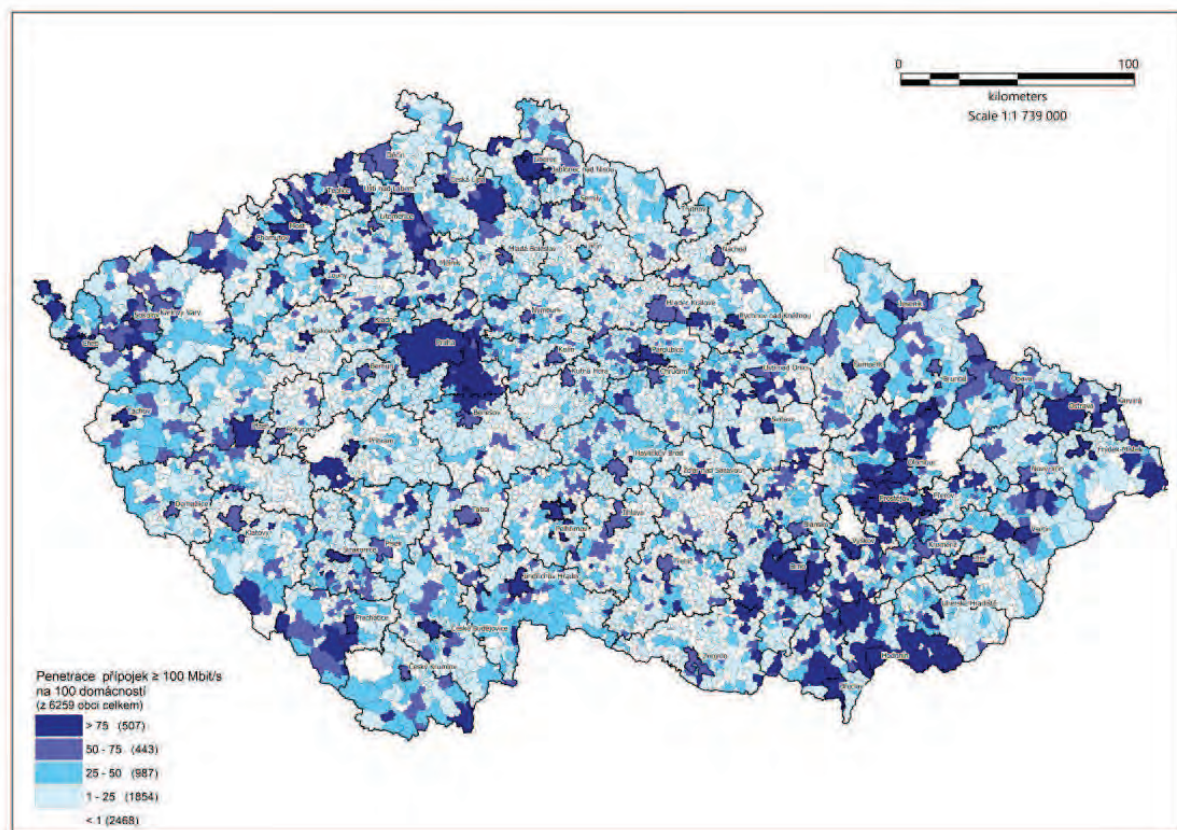 0 100
kilometers
Scale 1:1 739 000
Děčín
Liberec
Jablonec nad Nisou
Teplice
Ústí nad Labem
Česká Lípa
Semily
Trutnov
Most
Litoměřice
Chomutov
Mladá Boleslav
Jičín
Náchod
Louny
Mělník
Sokolov
Karlovy Vary
Hradec Králové
Jeseník
Nymburk
Rychnov nad Kněžnou
Cheb
Rakovník
Kladno
Praha
Kolín
Pardubice
Beroun
Kutná Hora
Chrudim
Ústí nad Orlicí
Šumperk
Bruntál
Opava
Karviná
Ostrava
Tachov
Benešov
Svitavy
Rokycany
Příbram
Frýdek-Místek
Havlíčkův Brod
Olomouc
Nový Jičín
Žďár nad Sázavou
Prostějov
Přerov
Domažlice
Tábor
Jihlava
Blansko
Vsetín
Klatovy
Pelhřimov
Vyškov
Kroměříž
Strakonice
Písek
Třebíč
Brno
Zlín
Jindřichův Hradec
Uherské Hradiště
Prachatice
České Budějovice
Hodonín
Znojmo
Český Krumlov
Břeclav
Penetrace přípojek ≥ 100 Mbit/s
na 100 domácností
(z 6259 obcí celkem)
> 75 (507)
50 - 75 (443)
25 - 50 (987)
1 - 25 (1854)
< 1 (2468)